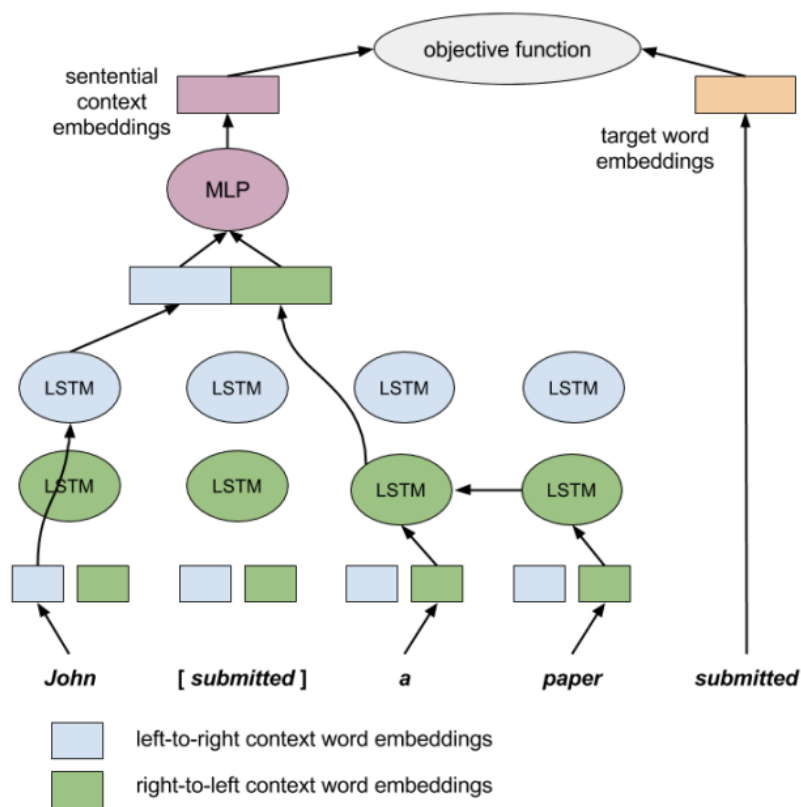 objective function
sentential
context
embeddings
target word
embeddings
MLP
LSTM LSTM LSTM LSTM
LSTM LSTM LSTM LSTM
John [ submitted ] a paper submitted
left-to-right context word embeddings
right-to-left context word embeddings